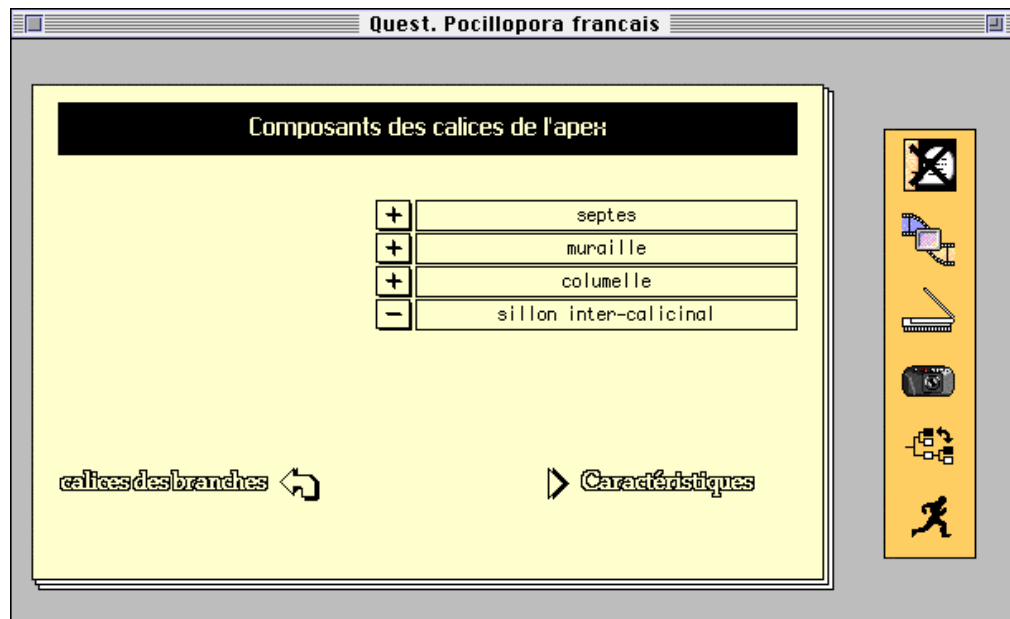 Quest. Pocillopora francais
Composants des calices de l'apex
+ septes
+ muraille
+ columelle
− sillon inter-calicinal
calices des branches
Caractéristiques